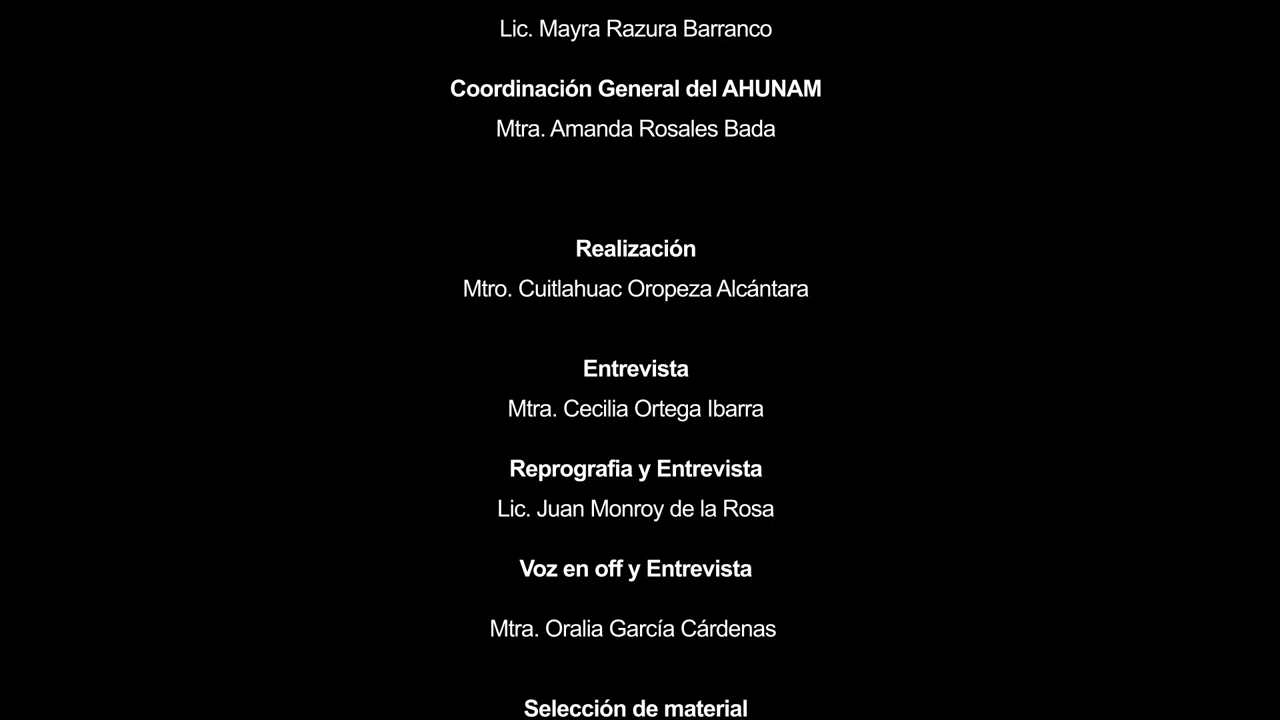 Lic. Mayra Razura Barranco
Coordinación General del AHUNAM
Mtra. Amanda Rosales Bada
Realización
Mtro. Cuitlahuac Oropeza Alcántara
Entrevista
Mtra. Cecilia Ortega Ibarra
Reprografia y Entrevista
Lic. Juan Monroy de la Rosa
Voz en off y Entrevista
Mtra. Oralia García Cárdenas
Selección de material